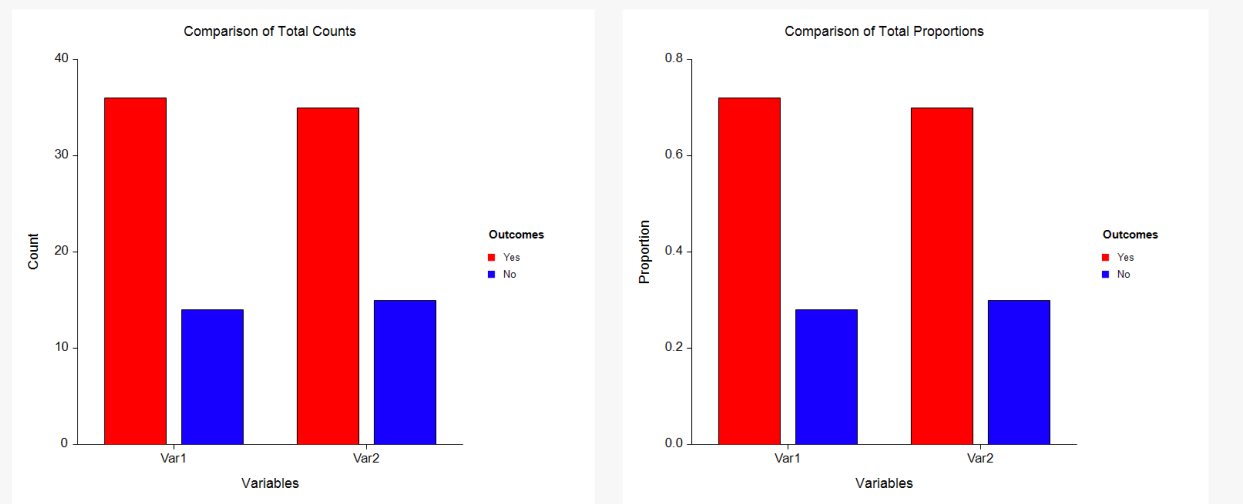 Comparison of Total Counts
40
30
20
10
0
Count
Var1
Var2
Variables
Outcomes
Yes
No
Comparison of Total Proportions
0.8
0.6
0.4
0.2
0.0
Proportion
Var1
Var2
Variables
Outcomes
Yes
No